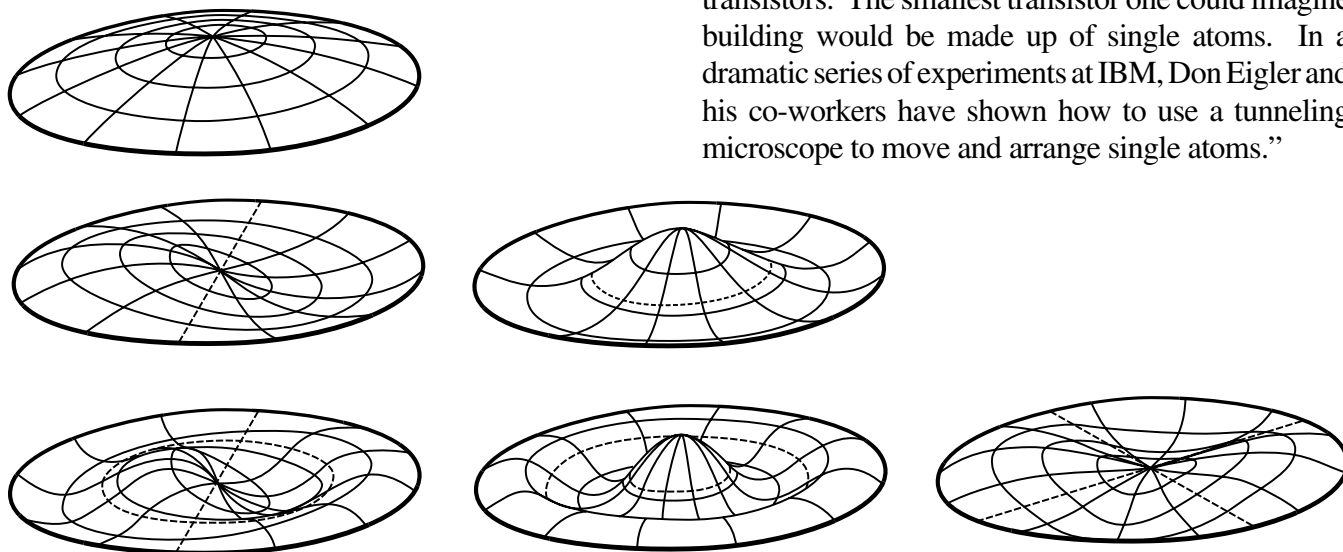 transistors. The smallest transistor one could imagine
building would be made up of single atoms. In a
dramatic series of experiments at IBM, Don Eigler and
his co-workers have shown how to use a tunneling
microscope to move and arrange single atoms.”